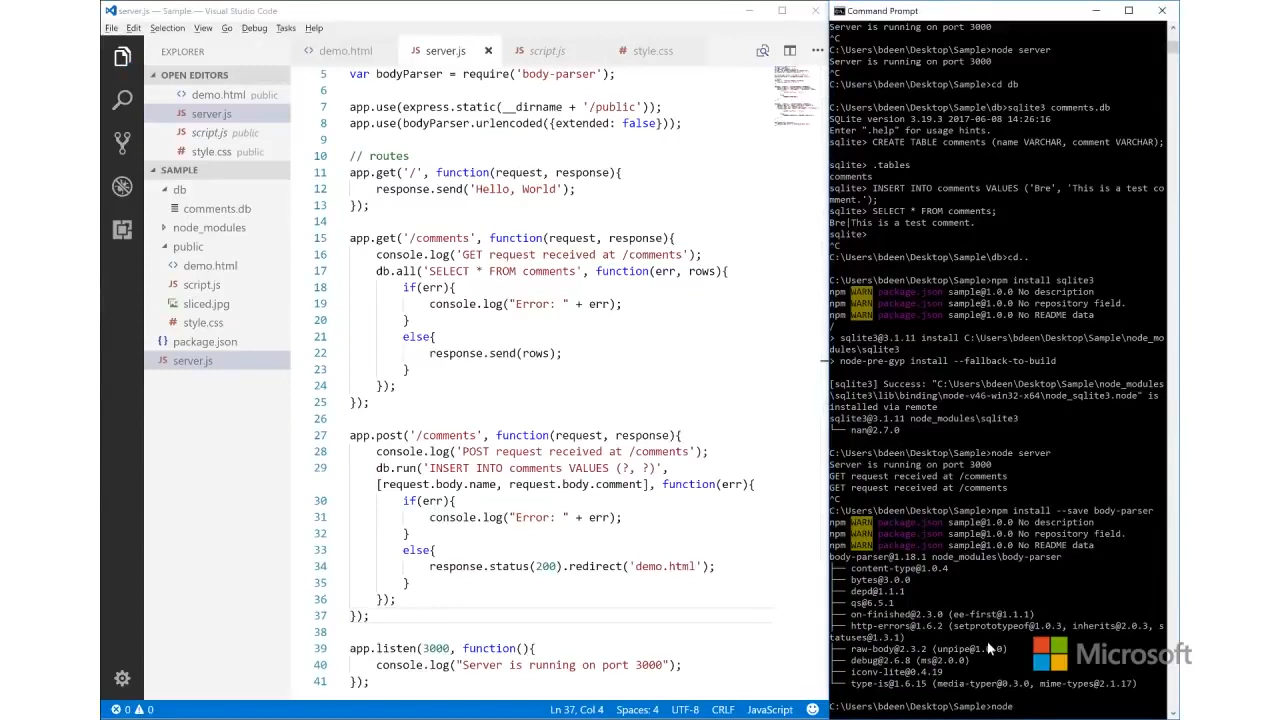 server.js — Sample — Visual Studio Code
File Edit Selection View Go Debug Tasks Help
EXPLORER
OPEN EDITORS
demo.html public
server.js
script.js public
style.css public
SAMPLE
db
comments.db
node_modules
public
demo.html
script.js
sliced.jpg
style.css
package.json
server.js
demo.html server.js script.js style.css
5 var bodyParser = require('body-parser');
6
7 app.use(express.static(__dirname + '/public'));
8 app.use(bodyParser.urlencoded({extended: false}));
9
10 // routes
11 app.get('/', function(request, response){
12 response.send('Hello, World');
13 });
14
15 app.get('/comments', function(request, response){
16 console.log('GET request received at /comments');
17 db.all('SELECT * FROM comments', function(err, rows){
18 if(err){
19 console.log("Error: " + err);
20 }
21 else{
22 response.send(rows);
23 }
24 });
25 });
26
27 app.post('/comments', function(request, response){
28 console.log('POST request received at /comments');
29 db.run('INSERT INTO comments VALUES (?, ?)',
[request.body.name, request.body.comment], function(err){
30 if(err){
31 console.log("Error: " + err);
32 }
33 else{
34 response.status(200).redirect('demo.html');
35 }
36 });
37 });
38
39 app.listen(3000, function(){
40 console.log("Server is running on port 3000");
41 });
0 0 Ln 37, Col 4 Spaces: 4 UTF-8 CRLF JavaScript
Command Prompt
Server is running on port 3000
^C
C:\Users\bdeen\Desktop\Sample>node server
Server is running on port 3000
^C
C:\Users\bdeen\Desktop\Sample>cd db
C:\Users\bdeen\Desktop\Sample\db>sqlite3 comments.db
SQLite version 3.19.3 2017-06-08 14:26:16
Enter ".help" for usage hints.
sqlite> CREATE TABLE comments (name VARCHAR, comment VARCHAR);
sqlite> .tables
comments
sqlite> INSERT INTO comments VALUES ('Bre', 'This is a test co
mment.');
sqlite> SELECT * FROM comments;
Bre|This is a test comment.
sqlite>
^C
C:\Users\bdeen\Desktop\Sample\db>cd..
C:\Users\bdeen\Desktop\Sample>npm install sqlite3
npm WARN package.json sample@1.0.0 No description
npm WARN package.json sample@1.0.0 No repository field.
npm WARN package.json sample@1.0.0 No README data
/
> sqlite3@3.1.11 install C:\Users\bdeen\Desktop\Sample\node_mo
dules\sqlite3
> node-pre-gyp install --fallback-to-build
[sqlite3] Success: "C:\Users\bdeen\Desktop\Sample\node_modules
\sqlite3\lib\binding\node-v46-win32-x64\node_sqlite3.node" is
installed via remote
sqlite3@3.1.11 node_modules\sqlite3
└── nan@2.7.0
C:\Users\bdeen\Desktop\Sample>node server
Server is running on port 3000
GET request received at /comments
GET request received at /comments
^C
C:\Users\bdeen\Desktop\Sample>npm install --save body-parser
npm WARN package.json sample@1.0.0 No description
npm WARN package.json sample@1.0.0 No repository field.
npm WARN package.json sample@1.0.0 No README data
body-parser@1.18.1 node_modules\body-parser
├── content-type@1.0.4
├── bytes@3.0.0
├── depd@1.1.1
├── qs@6.5.1
├── on-finished@2.3.0 (ee-first@1.1.1)
├── http-errors@1.6.2 (setprototypeof@1.0.3, inherits@2.0.3, s
tatuses@1.3.1)
├── raw-body@2.3.2 (unpipe@1.0.0)
├── debug@2.6.8 (ms@2.0.0)
├── iconv-lite@0.4.19
└── type-is@1.6.15 (media-typer@0.3.0, mime-types@2.1.17)
C:\Users\bdeen\Desktop\Sample>node
Microsoft